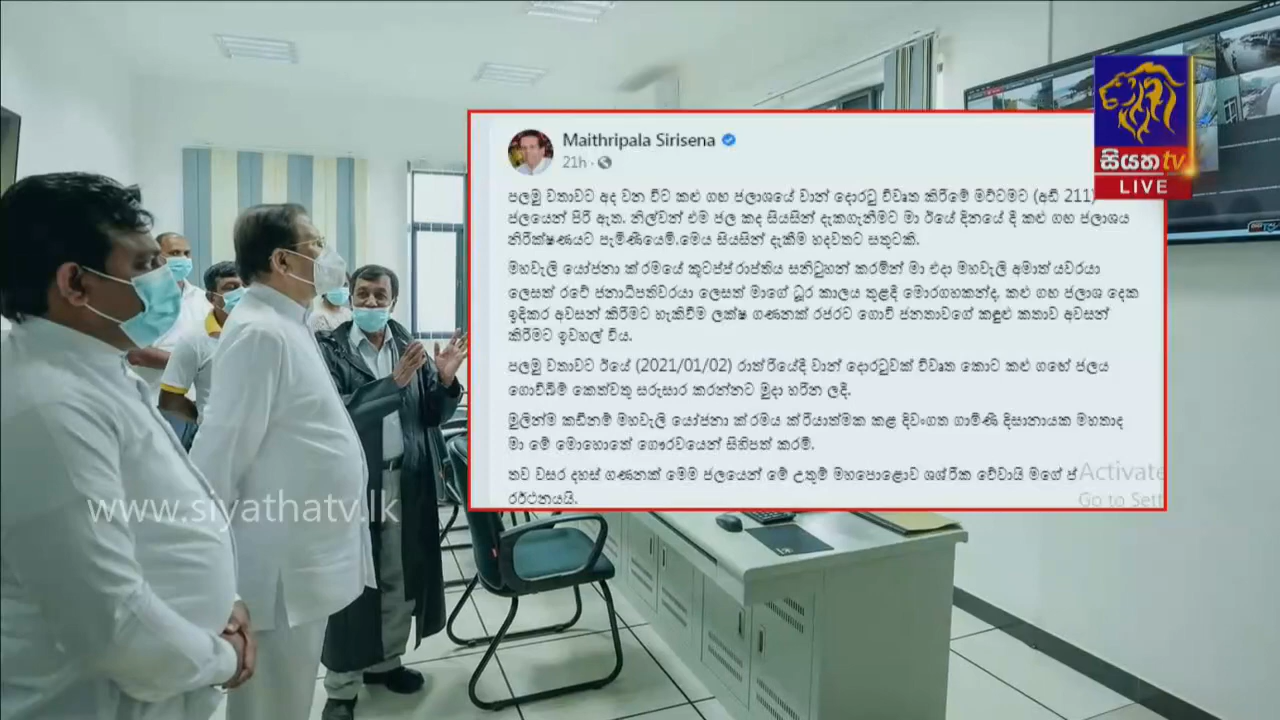 සියත tv
LIVE
Maithripala Sirisena
21h ·
පලමු වතාවට අද වන විට කළු ගඟ ජලාශයේ වාන් දොරටු විවෘත කිරීමේ මට්ටමට (අඩි 211)
ජලයෙන් පිරී ඇත. නිල්වන් එම ජල කඳ සියසින් දැකගැනීමට මා ඊයේ දිනයේ දී කළු ගඟ ජලාශය
නිරීක්ෂණයට පැමිණියෙමි.මෙය සියසින් දැකීම හදවතට සතුටකි.
මහවැලි යෝජනා ක්‍රමයේ කූටප්ප්‍රාප්තිය සනිටුහන් කරමින් මා එදා මහවැලි අමාත්‍යවරයා
ලෙසත් රටේ ජනාධිපතිවරයා ලෙසත් මාගේ ධූර කාලය තුළදී මොරගහකන්ද, කළු ගඟ ජලාශ දෙක
ඉදිකර අවසන් කිරීමට හැකිවීම ලක්ෂ ගණනක් රජරට ගොවි ජනතාවගේ කඳුළු කතාව අවසන්
කිරීමට ඉවහල් විය.
පලමු වතාවට ඊයේ (2021/01/02) රාත්‍රීයේදී වාන් දොරටුවක් විවෘත කොට කළු ගඟේ ජලය
ගොවිබිම් කෙත්වතු සරුසාර කරන්නට මුදා හරින ලදී.
මුලින්ම කඩිනම් මහවැලි යෝජනා ක්‍රමය ක්‍රියාත්මක කළ දිවංගත ගාමිණි දිසානායක මහතාද
මා මේ මොහොතේ ගෞරවයෙන් සිහිපත් කරමි.
තව වසර දහස් ගණනක් මෙම ජලයෙන් මේ උතුම් මහපොළොව ශශ්‍රීක වේවායි මගේ ප්
රාර්ථනයයි.
Activate
Go to Sett
www.siyathatv.lk